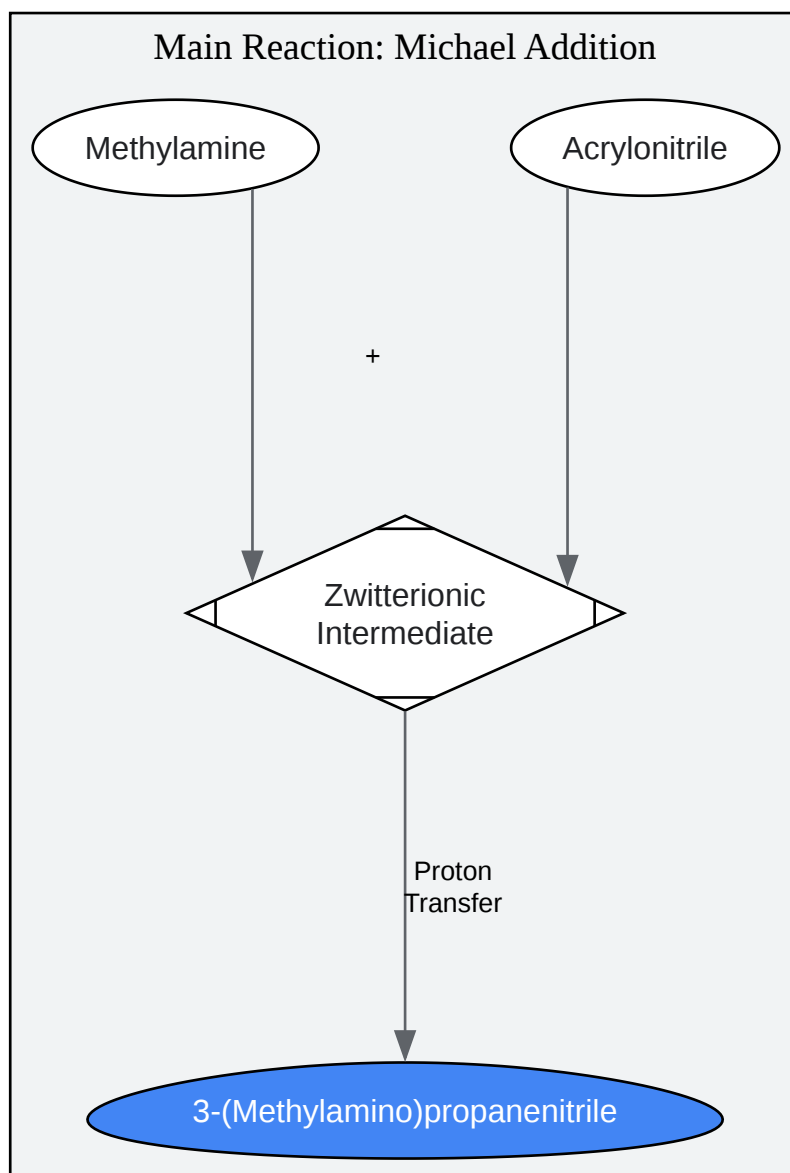 Main Reaction: Michael Addition
Methylamine
Acrylonitrile
+
Zwitterionic
Intermediate
Proton
Transfer
3-(Methylamino)propanenitrile